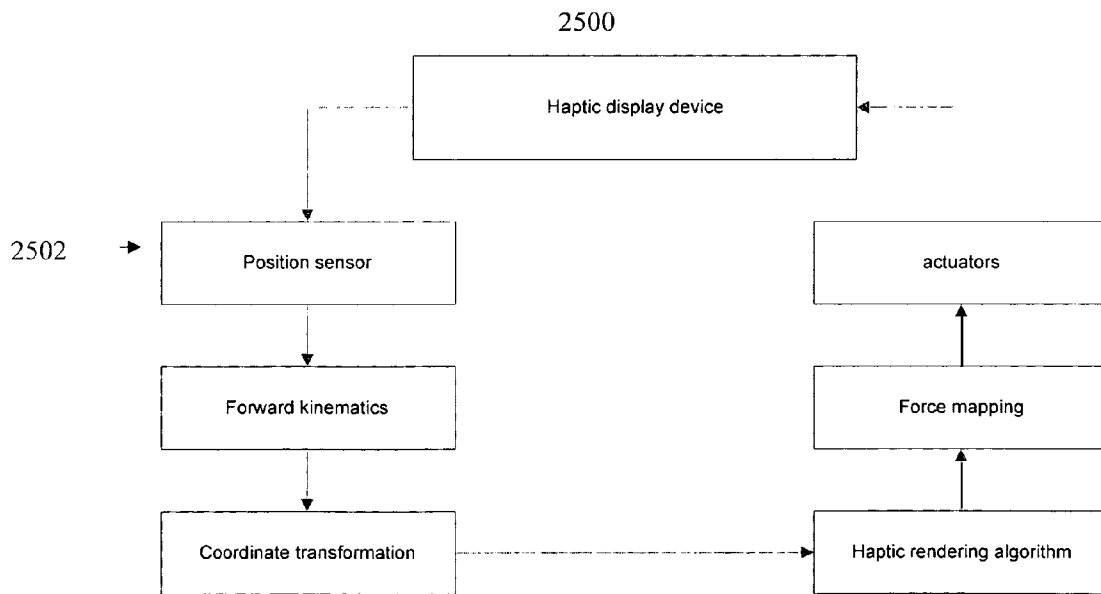 2500
Haptic display device
2502
Position sensor
actuators
Forward kinematics
Force mapping
Coordinate transformation
Haptic rendering algorithm